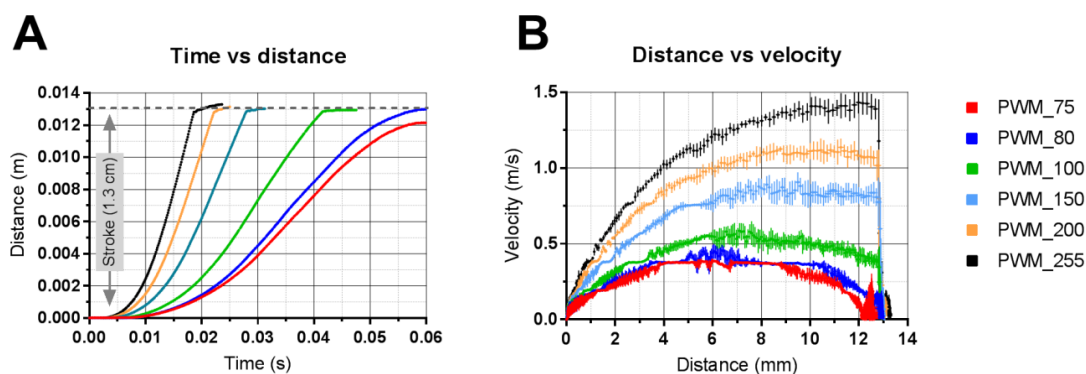 A
Time vs distance
0.014
0.012
0.010
0.008
0.006
0.004
0.002
0.000
Distance (m)
Stroke (1.3 cm)
0.00 0.01 0.02 0.03 0.04 0.05 0.06
Time (s)
B
Distance vs velocity
1.5
1.0
0.5
0.0
Velocity (m/s)
0 2 4 6 8 10 12 14
Distance (mm)
PWM_75
PWM_80
PWM_100
PWM_150
PWM_200
PWM_255